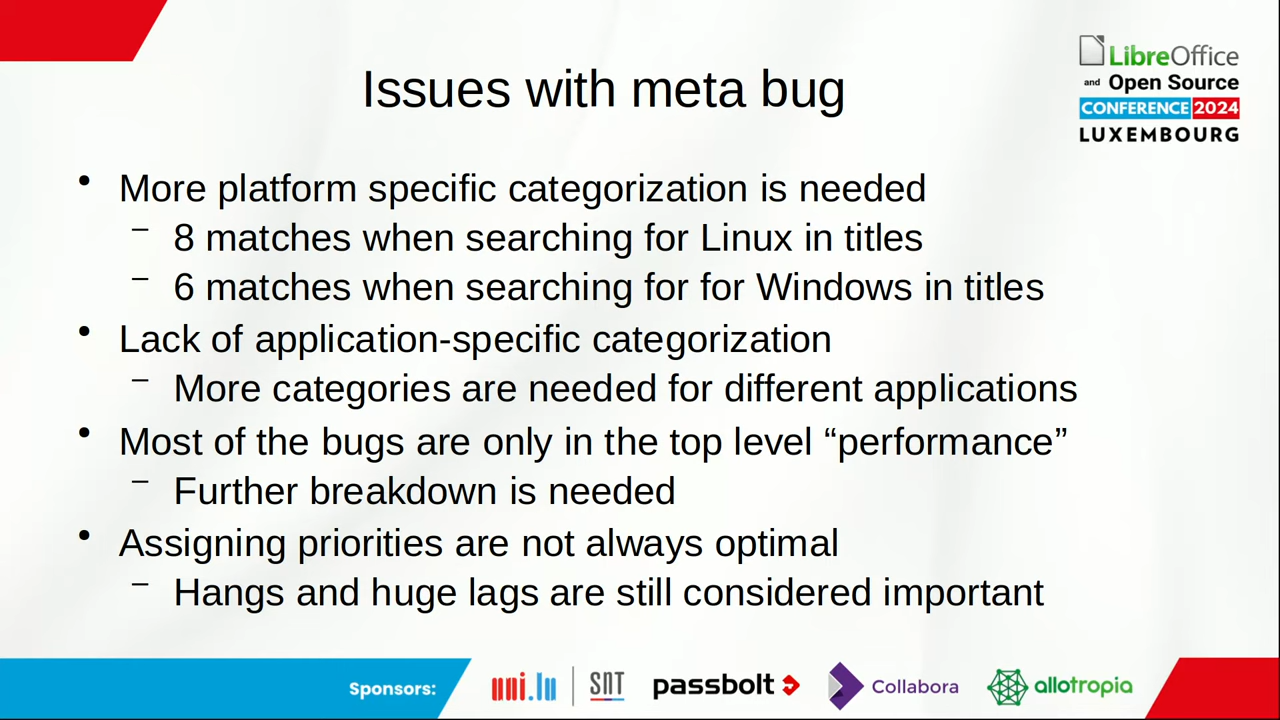 LibreOffice
and Open Source
CONFERENCE 2024
LUXEMBOURG
Issues with meta bug
• More platform specific categorization is needed
– 8 matches when searching for Linux in titles
– 6 matches when searching for for Windows in titles
• Lack of application-specific categorization
– More categories are needed for different applications
• Most of the bugs are only in the top level “performance”
– Further breakdown is needed
• Assigning priorities are not always optimal
– Hangs and huge lags are still considered important
Sponsors: uni.lu SNT passbolt Collabora allotropia